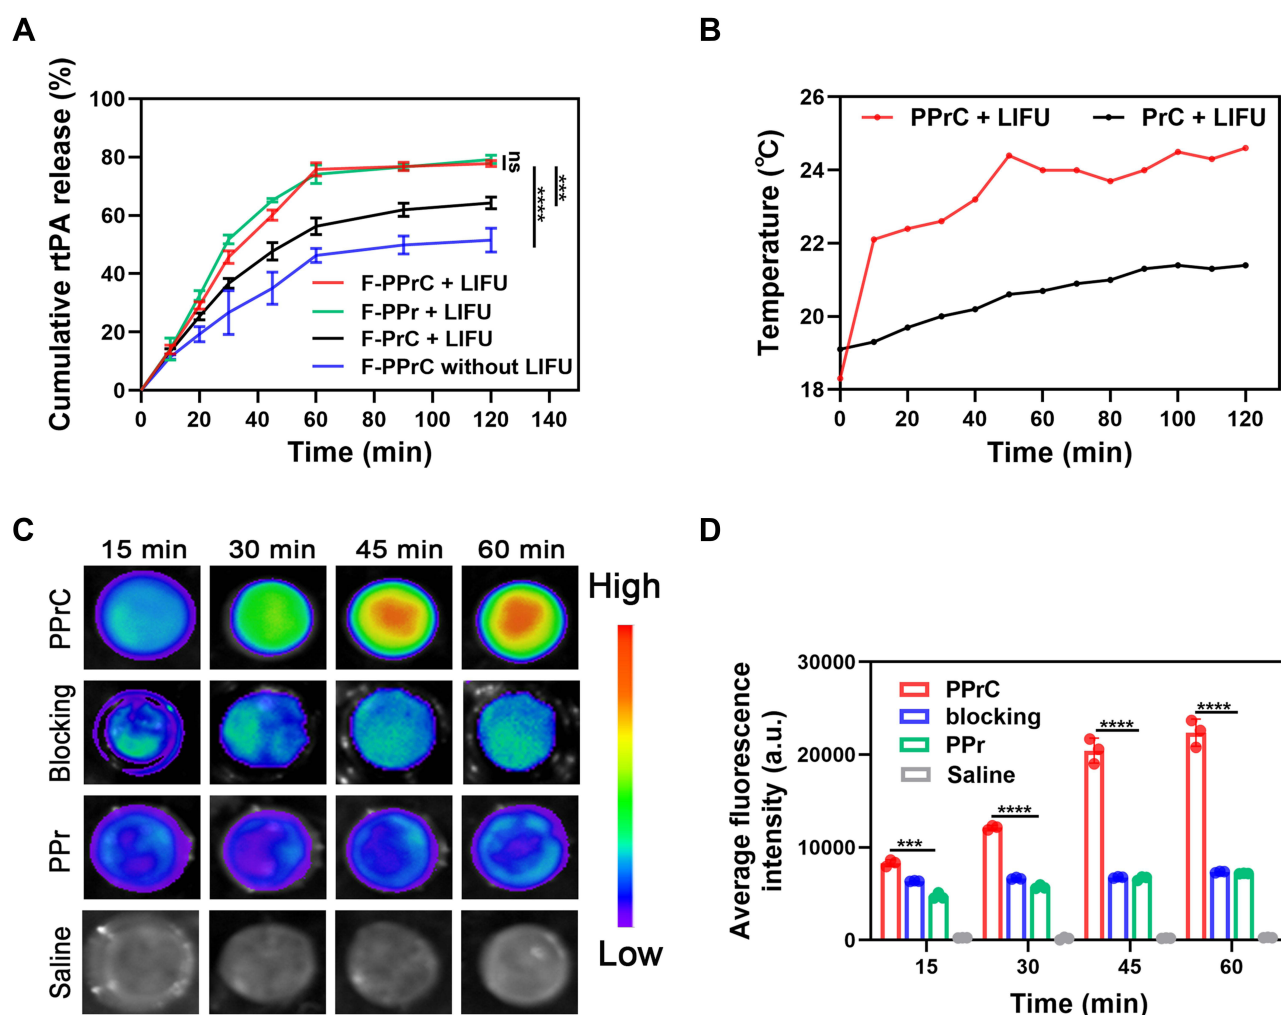 A
Cumulative rtPA release (%)
100
80
60
40
20
0
0 20 40 60 80 100 120 140
Time (min)
ns
****
***
F-PPrC + LIFU
F-PPr + LIFU
F-PrC + LIFU
F-PPrC without LIFU
B
Temperature (℃)
26
24
22
20
18
0 20 40 60 80 100 120
Time (min)
PPrC + LIFU PrC + LIFU
C
15 min 30 min 45 min 60 min
PPrC
Blocking
PPr
Saline
High
Low
D
Average fluorescence
intensity (a.u.)
30000
20000
10000
0
PPrC
blocking
PPr
Saline
***
****
****
****
15 30 45 60
Time (min)